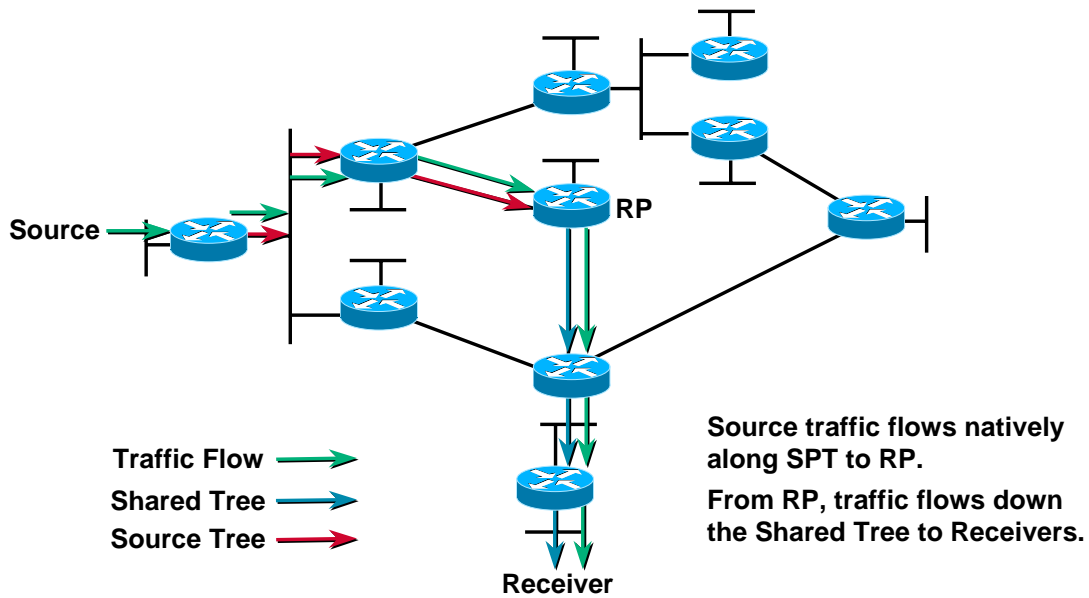 RP
Source
Source traffic flows natively
along SPT to RP.
From RP, traffic flows down
the Shared Tree to Receivers.
Traffic Flow
Shared Tree
Source Tree
Receiver